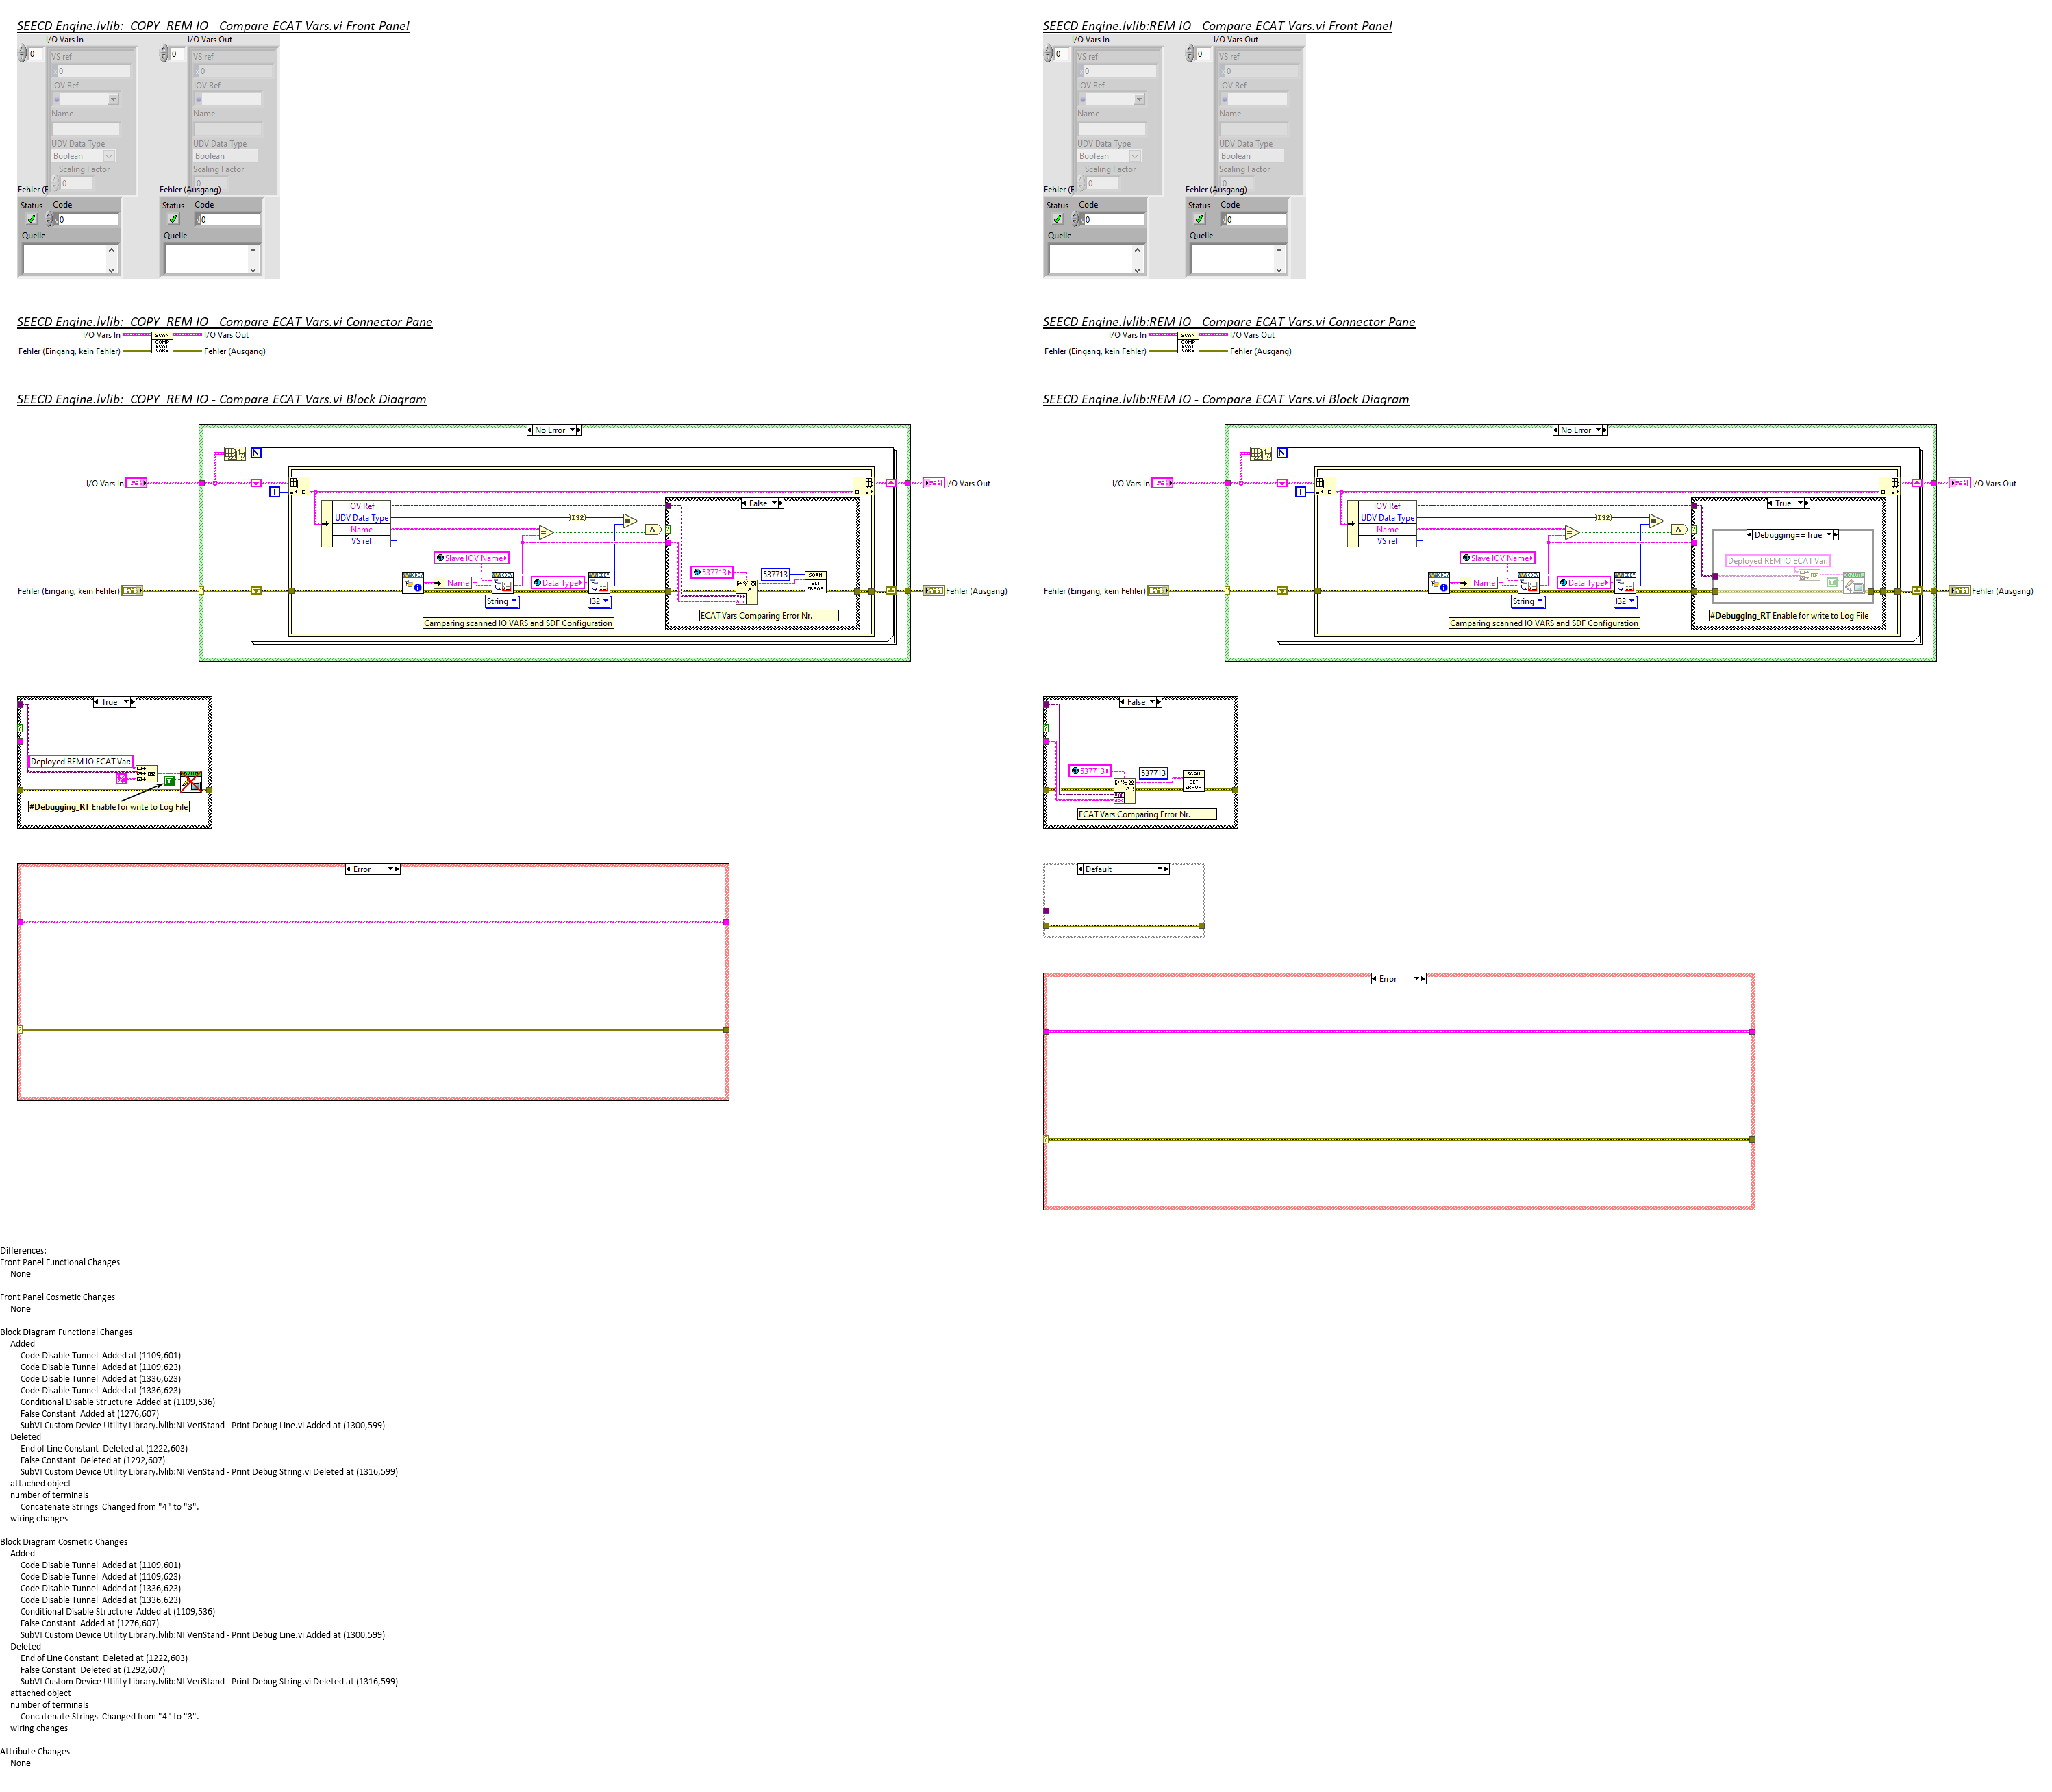 SEECD Engine.lvlib:  COPY  REM IO - Compare ECAT Vars.vi Front Panel
I/O Vars In
I/O Vars Out
0
0
VS ref
VS ref
0
0
IOV Ref
IOV Ref
Name
Name
UDV Data Type
UDV Data Type
Boolean
Boolean
Scaling Factor
Scaling Factor
0
0
Fehler (E
Fehler (Ausgang)
Status
Code
Status
Code
0
0
Quelle
Quelle
SEECD Engine.lvlib:  COPY  REM IO - Compare ECAT Vars.vi Connector Pane
I/O Vars In
SCAN
I/O Vars Out
COMP
ECAT
VARS
Fehler (Eingang, kein Fehler)
Fehler (Ausgang)
SEECD Engine.lvlib:  COPY  REM IO - Compare ECAT Vars.vi Block Diagram
No Error
N
I/O Vars In
I/O Vars Out
i
IOV Ref
False
UDV Data Type
I32
Name
VS ref
Slave IOV Name
537713
537713
SCAN
SET
ERROR
Name
Data Type
Fehler (Eingang, kein Fehler)
Fehler (Ausgang)
String
I32
ECAT Vars Comparing Error Nr.
Camparing scanned IO VARS and SDF Configuration
True
Deployed REM IO ECAT Var:
#Debugging_RT Enable for write to Log File
Error
SEECD Engine.lvlib:REM IO - Compare ECAT Vars.vi Front Panel
I/O Vars In
I/O Vars Out
0
0
VS ref
VS ref
0
0
IOV Ref
IOV Ref
Name
Name
UDV Data Type
UDV Data Type
Boolean
Boolean
Scaling Factor
Scaling Factor
0
0
Fehler (E
Fehler (Ausgang)
Status
Code
Status
Code
0
0
Quelle
Quelle
SEECD Engine.lvlib:REM IO - Compare ECAT Vars.vi Connector Pane
I/O Vars In
SCAN
I/O Vars Out
COMP
ECAT
VARS
Fehler (Eingang, kein Fehler)
Fehler (Ausgang)
SEECD Engine.lvlib:REM IO - Compare ECAT Vars.vi Block Diagram
No Error
N
I/O Vars In
I/O Vars Out
i
IOV Ref
True
UDV Data Type
I32
Name
Debugging==True
VS ref
Slave IOV Name
Deployed REM IO ECAT Var:
Name
Data Type
Fehler (Eingang, kein Fehler)
Fehler (Ausgang)
String
I32
#Debugging_RT Enable for write to Log File
Camparing scanned IO VARS and SDF Configuration
False
537713
537713
SCAN
SET
ERROR
ECAT Vars Comparing Error Nr.
Default
Error
Differences:
Front Panel Functional Changes
None
Front Panel Cosmetic Changes
None
Block Diagram Functional Changes
Added
Code Disable Tunnel  Added at (1109,601)
Code Disable Tunnel  Added at (1109,623)
Code Disable Tunnel  Added at (1336,623)
Code Disable Tunnel  Added at (1336,623)
Conditional Disable Structure  Added at (1109,536)
False Constant  Added at (1276,607)
SubVI Custom Device Utility Library.lvlib:NI VeriStand - Print Debug Line.vi Added at (1300,599)
Deleted
End of Line Constant  Deleted at (1222,603)
False Constant  Deleted at (1292,607)
SubVI Custom Device Utility Library.lvlib:NI VeriStand - Print Debug String.vi Deleted at (1316,599)
attached object
number of terminals
Concatenate Strings  Changed from "4" to "3".
wiring changes
Block Diagram Cosmetic Changes
Added
Code Disable Tunnel  Added at (1109,601)
Code Disable Tunnel  Added at (1109,623)
Code Disable Tunnel  Added at (1336,623)
Code Disable Tunnel  Added at (1336,623)
Conditional Disable Structure  Added at (1109,536)
False Constant  Added at (1276,607)
SubVI Custom Device Utility Library.lvlib:NI VeriStand - Print Debug Line.vi Added at (1300,599)
Deleted
End of Line Constant  Deleted at (1222,603)
False Constant  Deleted at (1292,607)
SubVI Custom Device Utility Library.lvlib:NI VeriStand - Print Debug String.vi Deleted at (1316,599)
attached object
number of terminals
Concatenate Strings  Changed from "4" to "3".
wiring changes
Attribute Changes
None